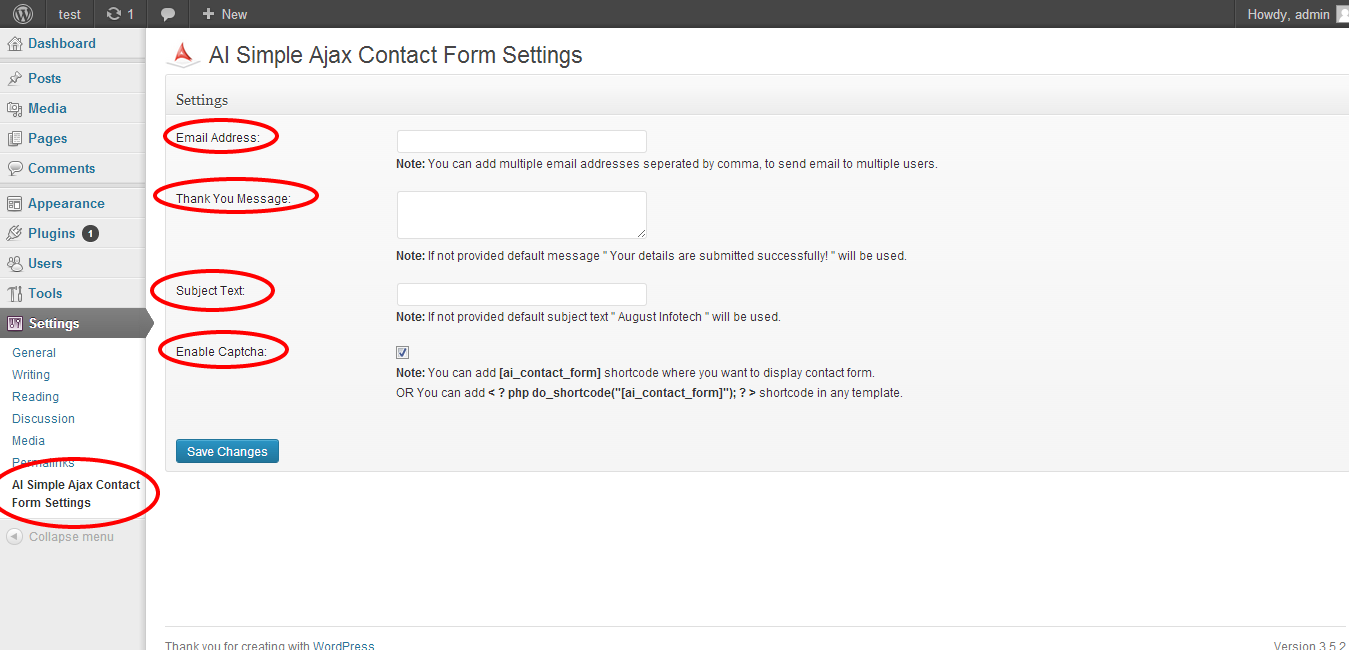 test
1
New
Howdy, admin
Dashboard
Posts
Media
Pages
Comments
Appearance
Plugins 1
Users
Tools
Settings
General
Writing
Reading
Discussion
Media
Permalinks
AI Simple Ajax Contact
Form Settings
Collapse menu
AI Simple Ajax Contact Form Settings
Settings
Email Address:
Note: You can add multiple email addresses seperated by comma, to send email to multiple users.
Thank You Message:
Note: If not provided default message " Your details are submitted successfully! " will be used.
Subject Text:
Note: If not provided default subject text " August Infotech " will be used.
Enable Captcha:
Note: You can add [ai_contact_form] shortcode where you want to display contact form.
OR You can add < ? php do_shortcode("[ai_contact_form]"); ? > shortcode in any template.
Save Changes
Thank you for creating with WordPress
Version 3.5.2